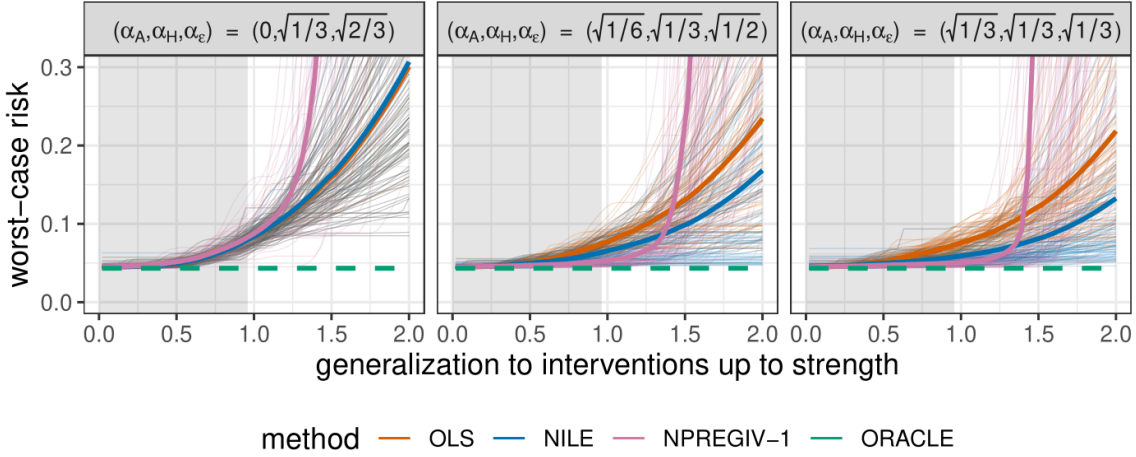 (α_A,α_H,α_ε) = (0,√1/3,√2/3)
(α_A,α_H,α_ε) = (√1/6,√1/3,√1/2)
(α_A,α_H,α_ε) = (√1/3,√1/3,√1/3)
worst−case risk
0.3
0.2
0.1
0.0
0.0 0.5 1.0 1.5 2.0
0.0 0.5 1.0 1.5 2.0
0.0 0.5 1.0 1.5 2.0
generalization to interventions up to strength
method OLS NILE NPREGIV−1 ORACLE